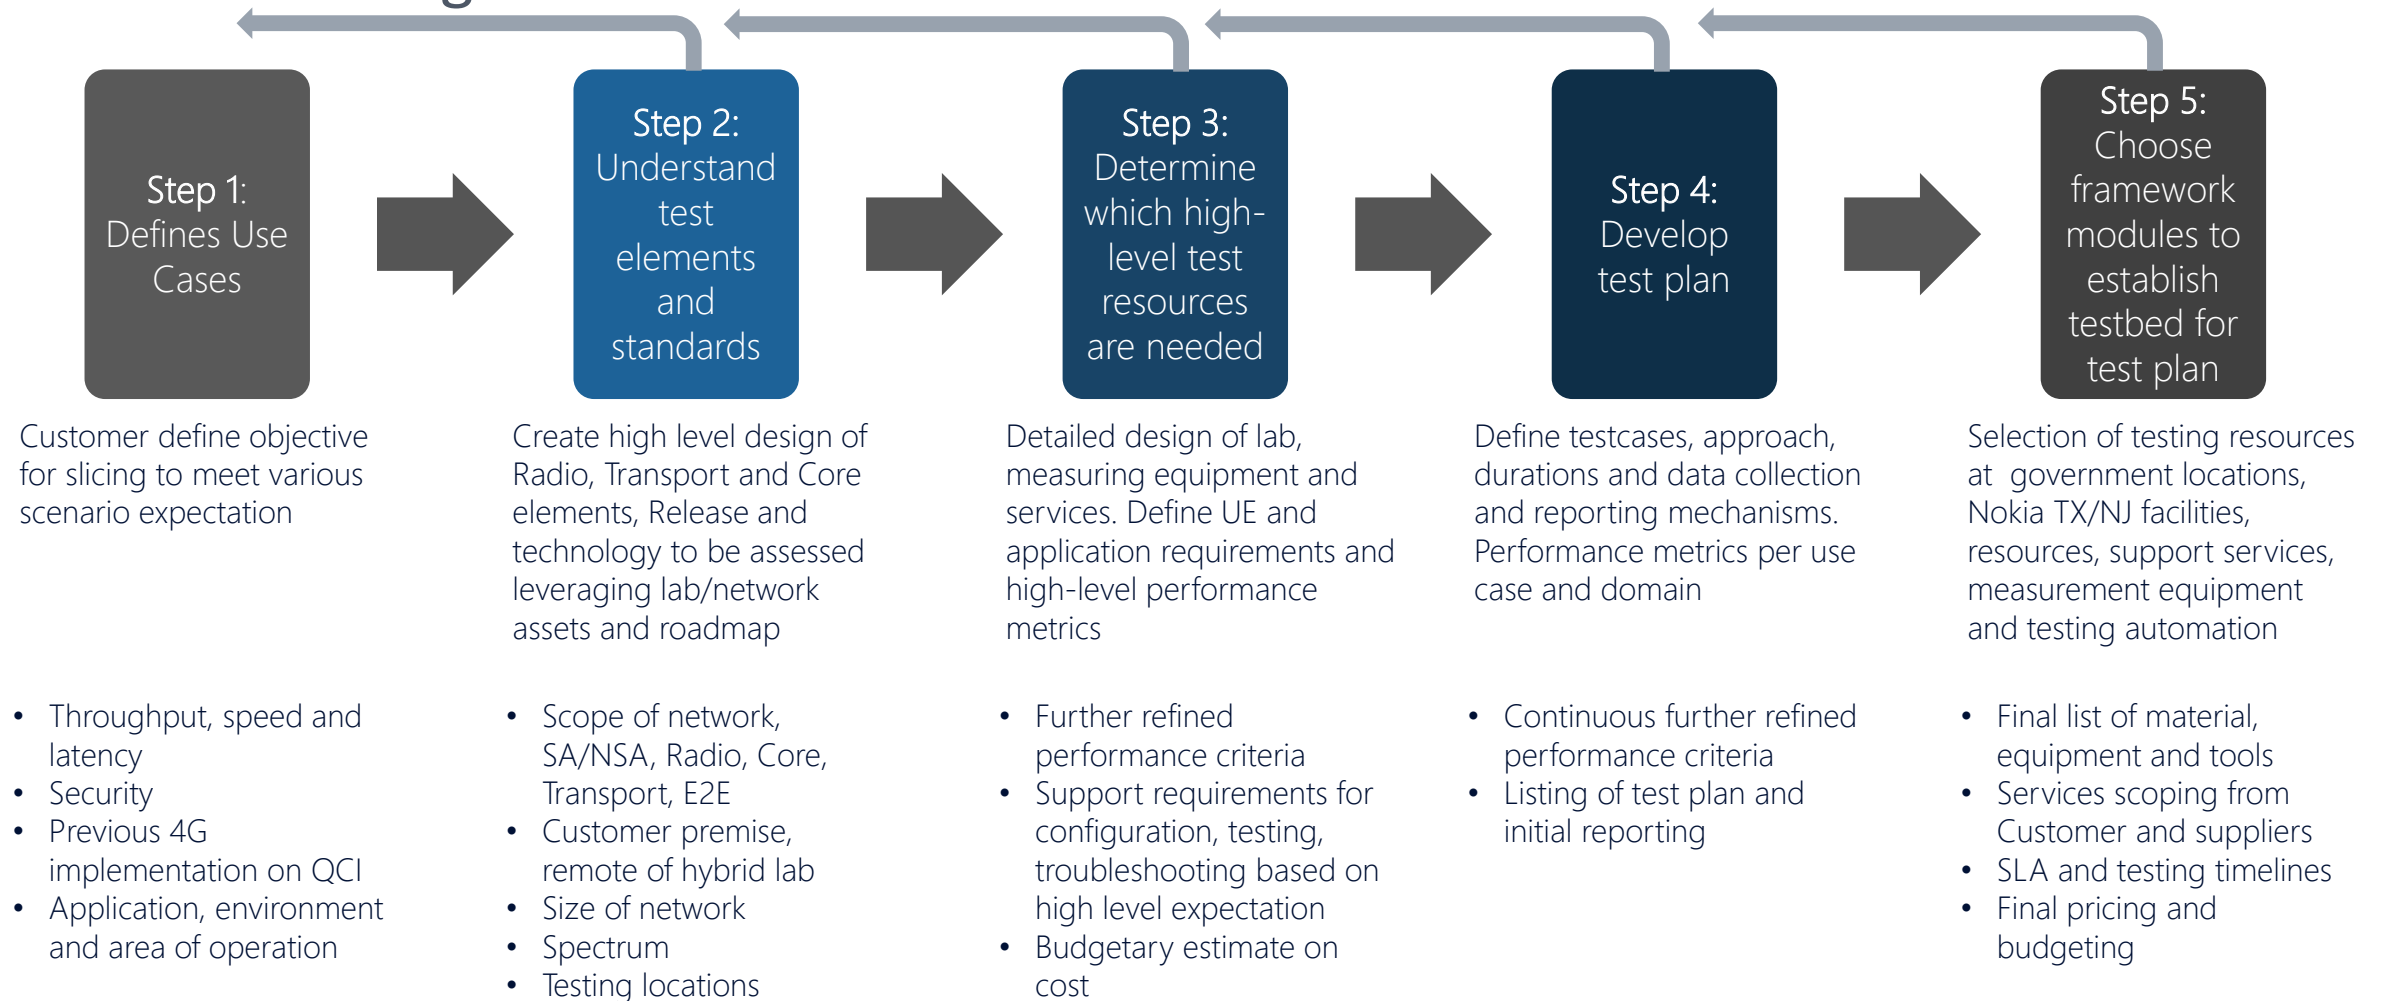 Step 1:
Defines Use
Cases
Step 2:
Understand
test
elements
and
standards
Step 3:
Determine
which high-
level test
resources
are needed
Step 4:
Develop
test plan
Step 5:
Choose
framework
modules to
establish
testbed for
test plan
Customer define objective
for slicing to meet various
scenario expectation
Create high level design of
Radio, Transport and Core
elements, Release and
technology to be assessed
leveraging lab/network
assets and roadmap
Detailed design of lab,
measuring equipment and
services. Define UE and
application requirements and
high-level performance
metrics
Define testcases, approach,
durations and data collection
and reporting mechanisms.
Performance metrics per use
case and domain
Selection of testing resources
at government locations,
Nokia TX/NJ facilities,
resources, support services,
measurement equipment
and testing automation
• Throughput, speed and
latency
• Security
• Previous 4G
implementation on QCI
• Application, environment
and area of operation
• Scope of network,
SA/NSA, Radio, Core,
Transport, E2E
• Customer premise,
remote of hybrid lab
• Size of network
• Spectrum
• Testing locations
• Further refined
performance criteria
• Support requirements for
configuration, testing,
troubleshooting based on
high level expectation
• Budgetary estimate on
cost
• Continuous further refined
performance criteria
• Listing of test plan and
initial reporting
• Final list of material,
equipment and tools
• Services scoping from
Customer and suppliers
• SLA and testing timelines
• Final pricing and
budgeting